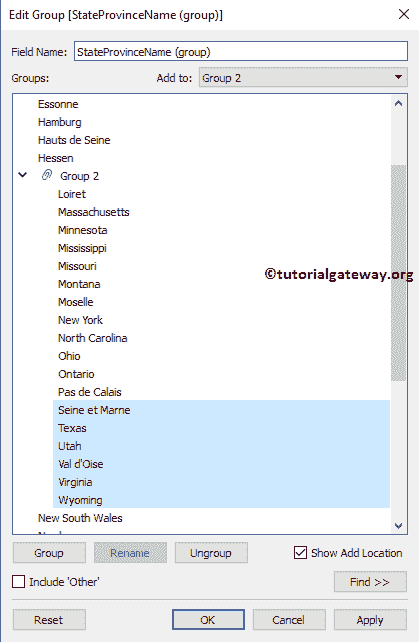 Edit Group [StateProvinceName (group)]
Field Name: StateProvinceName (group)
Groups: Add to: Group 2
Essonne
Hamburg
Hauts de Seine
Hessen
Group 2
Loiret
Massachusetts
Minnesota
Mississippi
Missouri
Montana
Moselle
New York
North Carolina
Ohio
Ontario
Pas de Calais
Seine et Marne
Texas
Utah
Val d'Oise
Virginia
Wyoming
New South Wales
©tutorialgateway.org
Group Rename Ungroup Show Add Location
Include 'Other' Find >>
Reset OK Cancel Apply